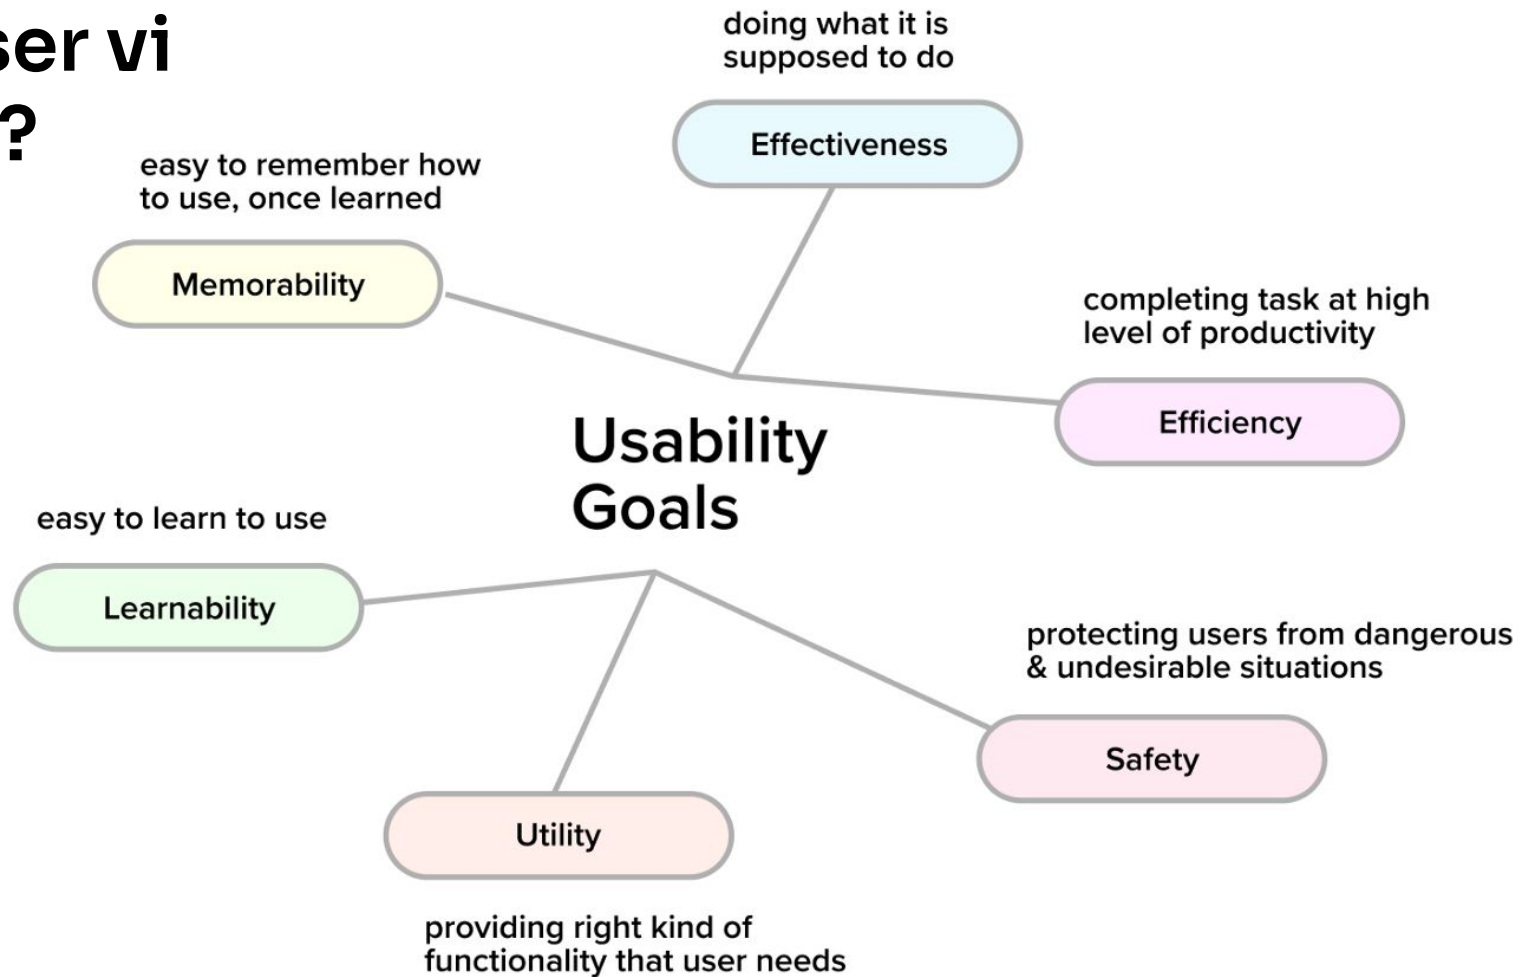 ser vi
?
doing what it is
supposed to do
Effectiveness
easy to remember how
to use, once learned
Memorability
completing task at high
level of productivity
Efficiency
Usability
Goals
easy to learn to use
Learnability
protecting users from dangerous
& undesirable situations
Safety
Utility
providing right kind of
functionality that user needs